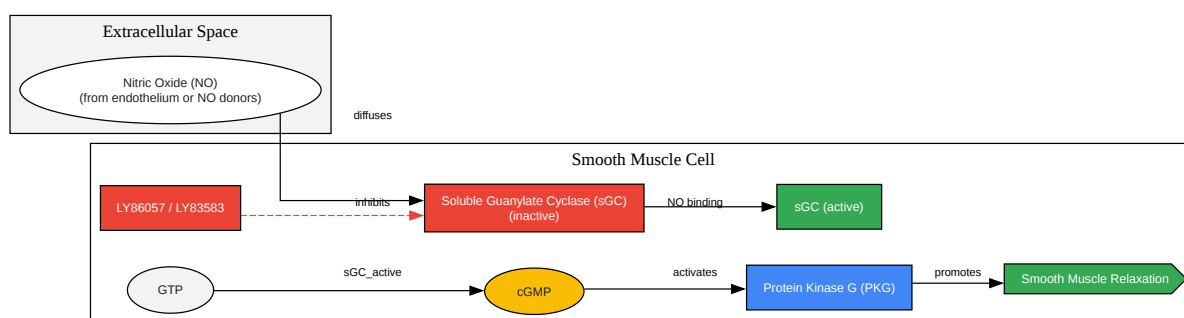 Extracellular Space
Nitric Oxide (NO)
(from endothelium or NO donors)
diffuses
Smooth Muscle Cell
LY86057 / LY83583
inhibits
Soluble Guanylate Cyclase (sGC)
(inactive)
NO binding
sGC (active)
GTP
sGC_active
cGMP
activates
Protein Kinase G (PKG)
promotes
Smooth Muscle Relaxation